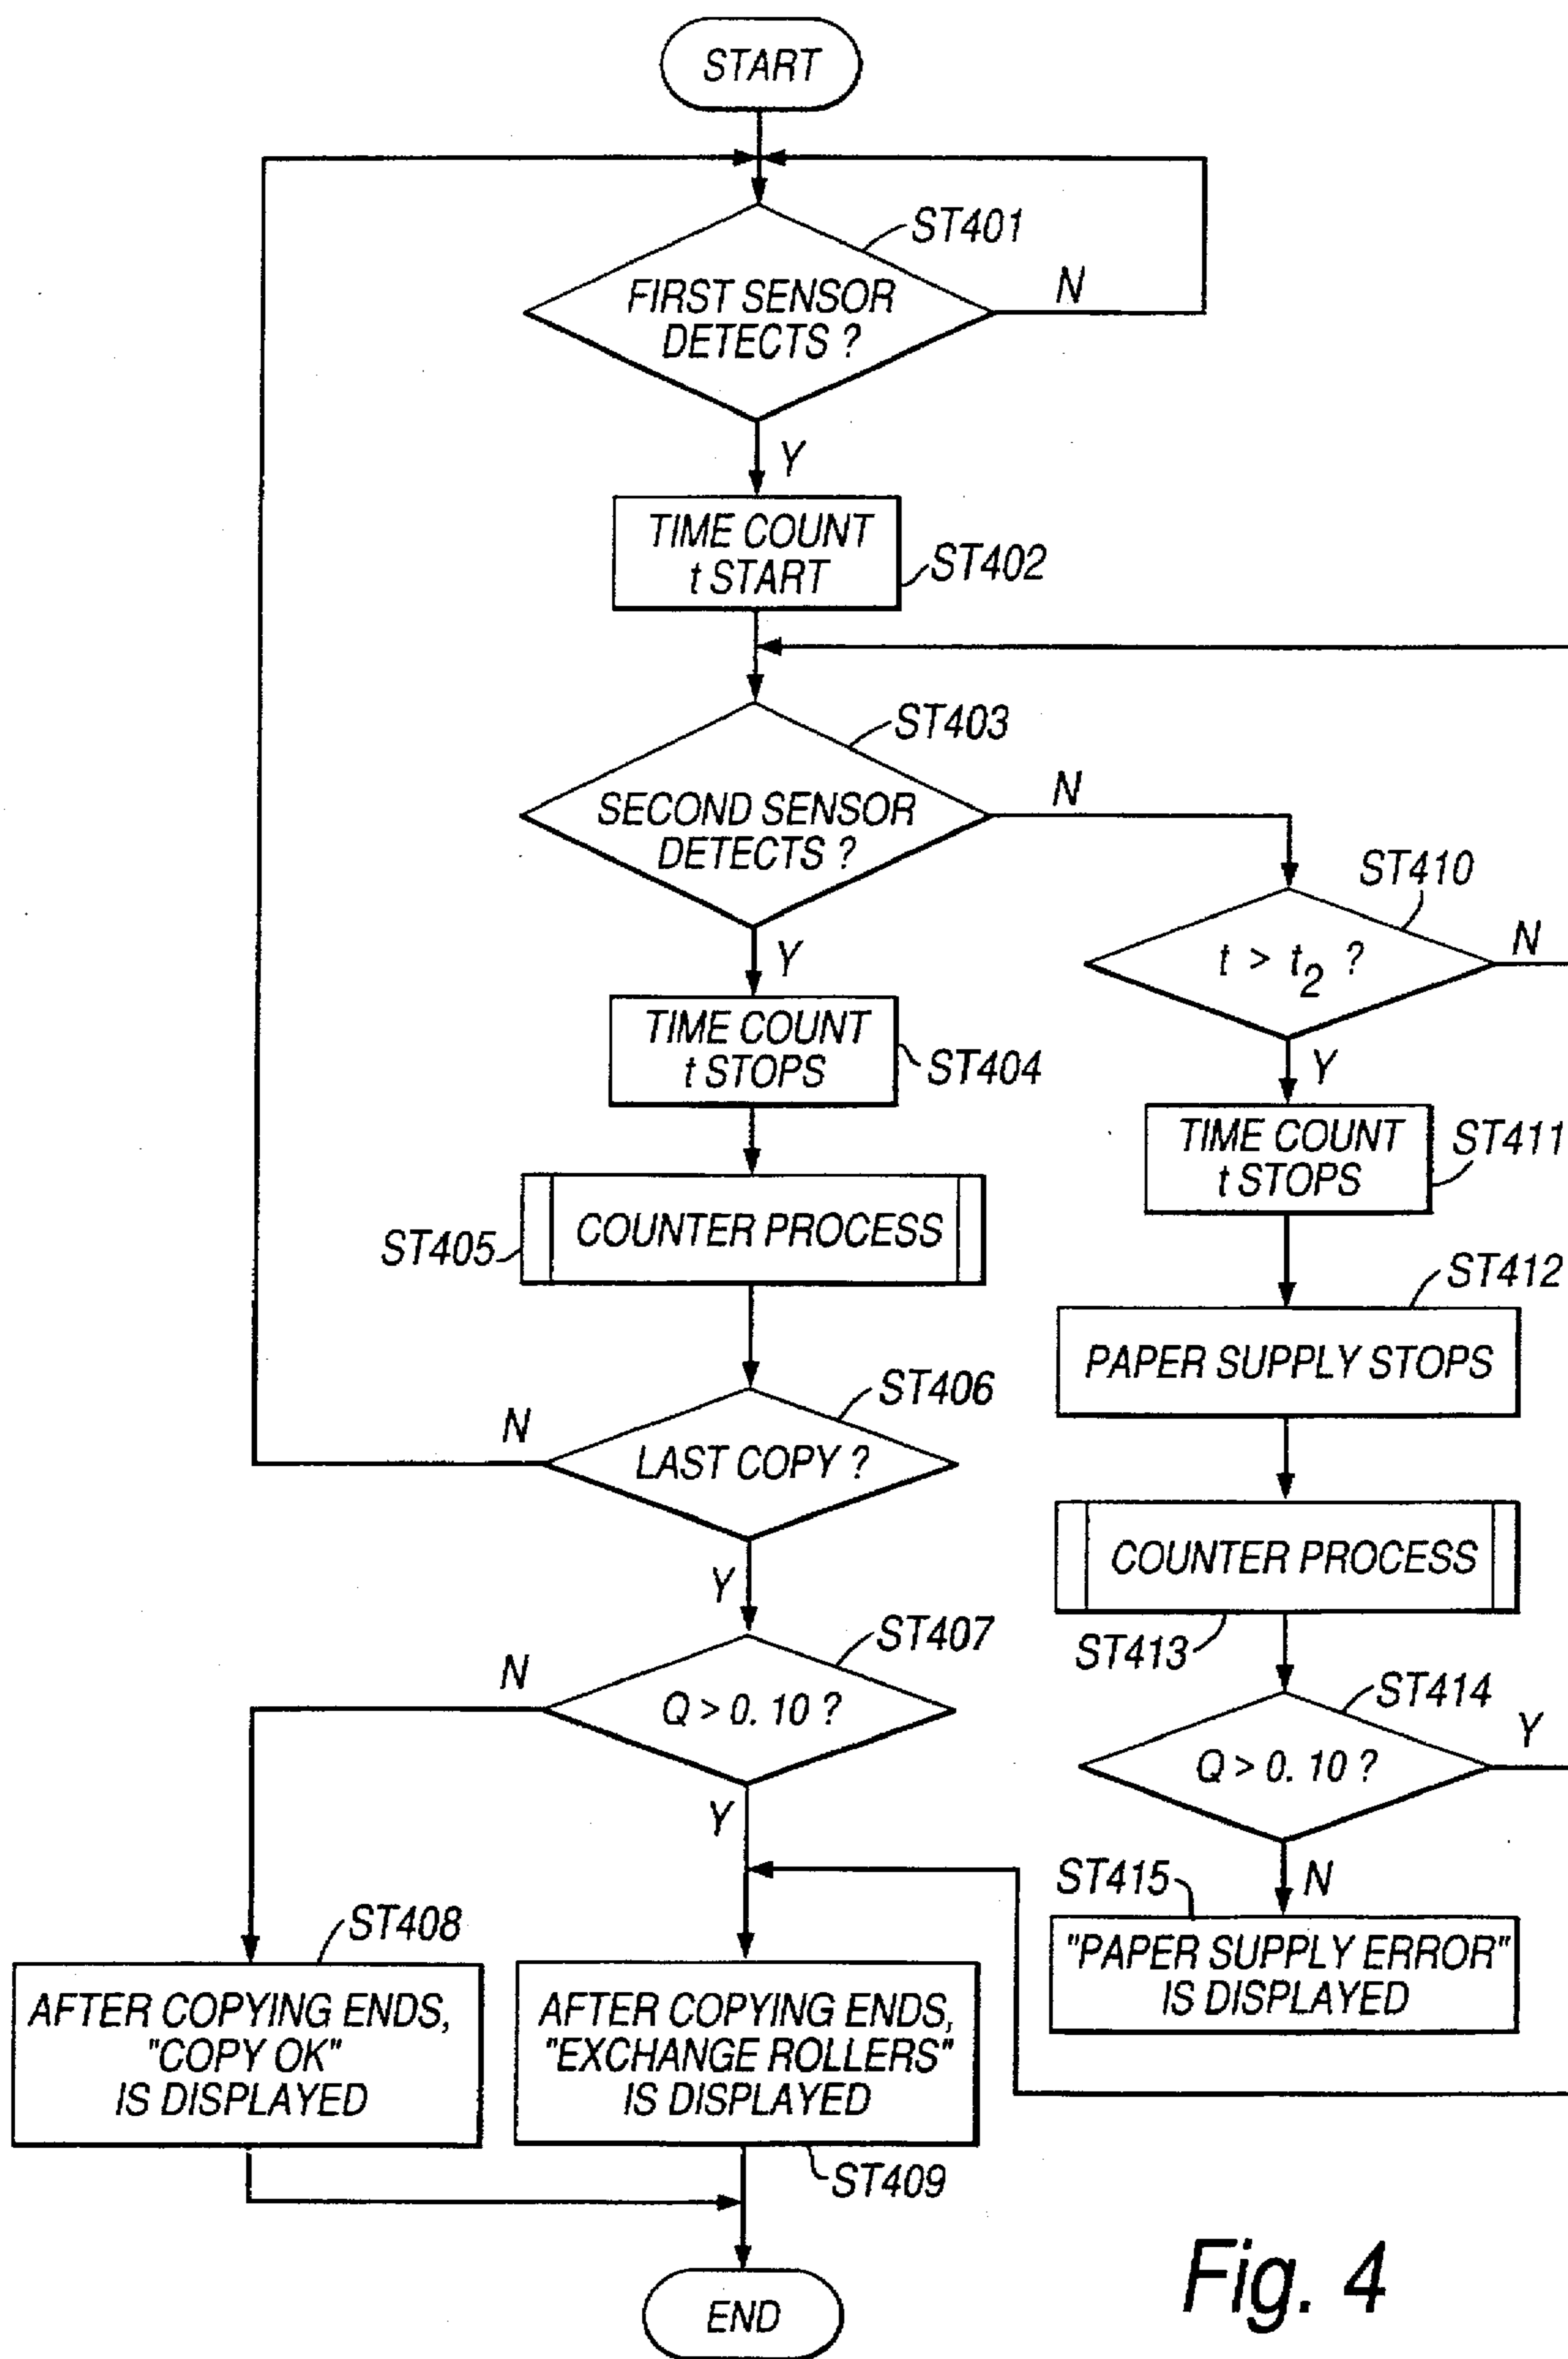 START
ST401
FIRST SENSOR
DETECTS ?
N
Y
TIME COUNT
t START
ST402
ST403
SECOND SENSOR
DETECTS ?
N
Y
ST410
t > t2 ?
N
Y
TIME COUNT
t STOPS
ST404
TIME COUNT
t STOPS
ST411
ST405
COUNTER PROCESS
ST412
PAPER SUPPLY STOPS
ST406
LAST COPY ?
N
Y
COUNTER PROCESS
ST413
ST407
Q > 0. 10 ?
N
Y
ST414
Q > 0. 10 ?
Y
N
ST415
"PAPER SUPPLY ERROR"
IS DISPLAYED
ST408
AFTER COPYING ENDS,
"COPY OK"
IS DISPLAYED
AFTER COPYING ENDS,
"EXCHANGE ROLLERS"
IS DISPLAYED
ST409
END
Fig. 4